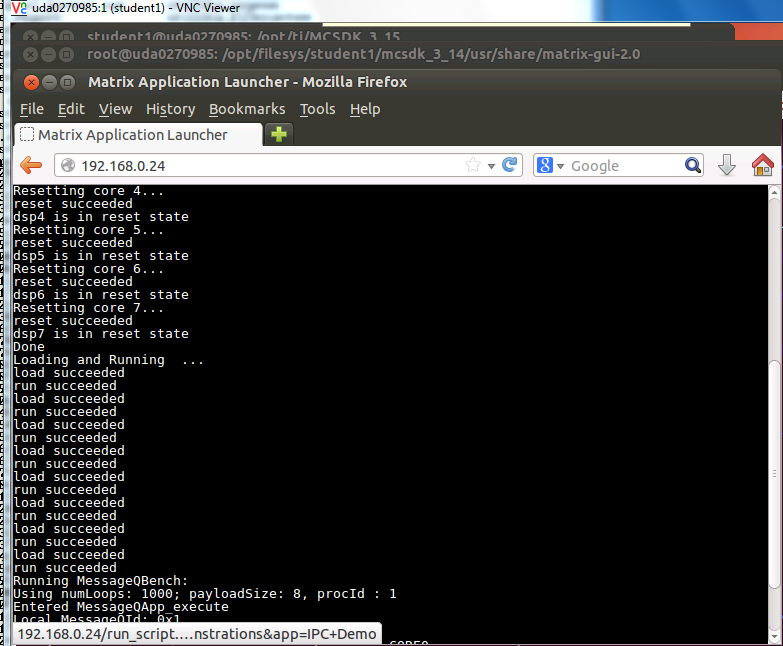 uda0270985:1 (student1) - VNC Viewer
student1@uda0270985: /opt/ti/MCSDK_3_15
root@uda0270985: /opt/filesys/student1/mcsdk_3_14/usr/share/matrix-gui-2.0
Matrix Application Launcher - Mozilla Firefox
File Edit View History Bookmarks Tools Help
Matrix Application Launcher
192.168.0.24
Google
Resetting core 4...
reset succeeded
dsp4 is in reset state
Resetting core 5...
reset succeeded
dsp5 is in reset state
Resetting core 6...
reset succeeded
dsp6 is in reset state
Resetting core 7...
reset succeeded
dsp7 is in reset state
Done
Loading and Running  ...
load succeeded
run succeeded
load succeeded
run succeeded
load succeeded
run succeeded
load succeeded
run succeeded
load succeeded
run succeeded
load succeeded
run succeeded
load succeeded
run succeeded
load succeeded
run succeeded
Running MessageQBench:
Using numLoops: 1000; payloadSize: 8, procId : 1
Entered MessageQApp_execute
Local MessageQId: 0x1
192.168.0.24/run_script....nstrations&app=IPC+Demo